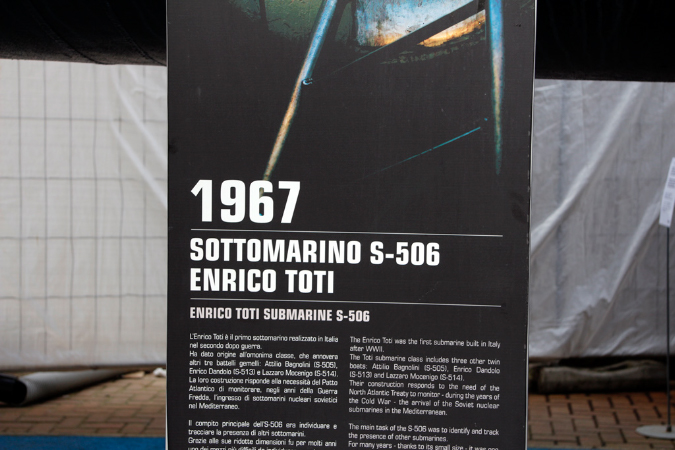 1967
SOTTOMARINO S-506
ENRICO TOTI
ENRICO TOTI SUBMARINE S-506
L'Enrico Toti è il primo sottomarino realizzato in Italia
nel secondo dopo guerra.
Ha dato origine all'omonima classe, che annovera
altri tre battelli gemelli: Attilio Bagnolini (S-505),
Enrico Dandolo (S-513) e Lazzaro Mocenigo (S-514).
La loro costruzione risponde alla necessità del Patto
Atlantico di monitorare, negli anni della Guerra
Fredda, l'ingresso di sottomarini nucleari sovietici
nel Mediterraneo.
Il compito principale dell'S-506 era individuare e
tracciare la presenza di altri sottomarini.
Grazie alle sue ridotte dimensioni fu per molti anni
uno dei mezzi più difficili da
The Enrico Toti was the first submarine built in Italy
after WWII.
The Toti submarine class includes three other twin
boats: Attilio Bagnolini (S-505), Enrico Dandolo
(S-513) and Lazzaro Mocenigo (S-514).
Their construction responds to the need of the
North Atlantic Treaty to monitor - during the years of
the Cold War - the arrival of the Soviet nuclear
submarines in the Mediterranean.
The main task of the S-506 was to identify and track
the presence of other submarines.
For many years - thanks to its small size - it was one